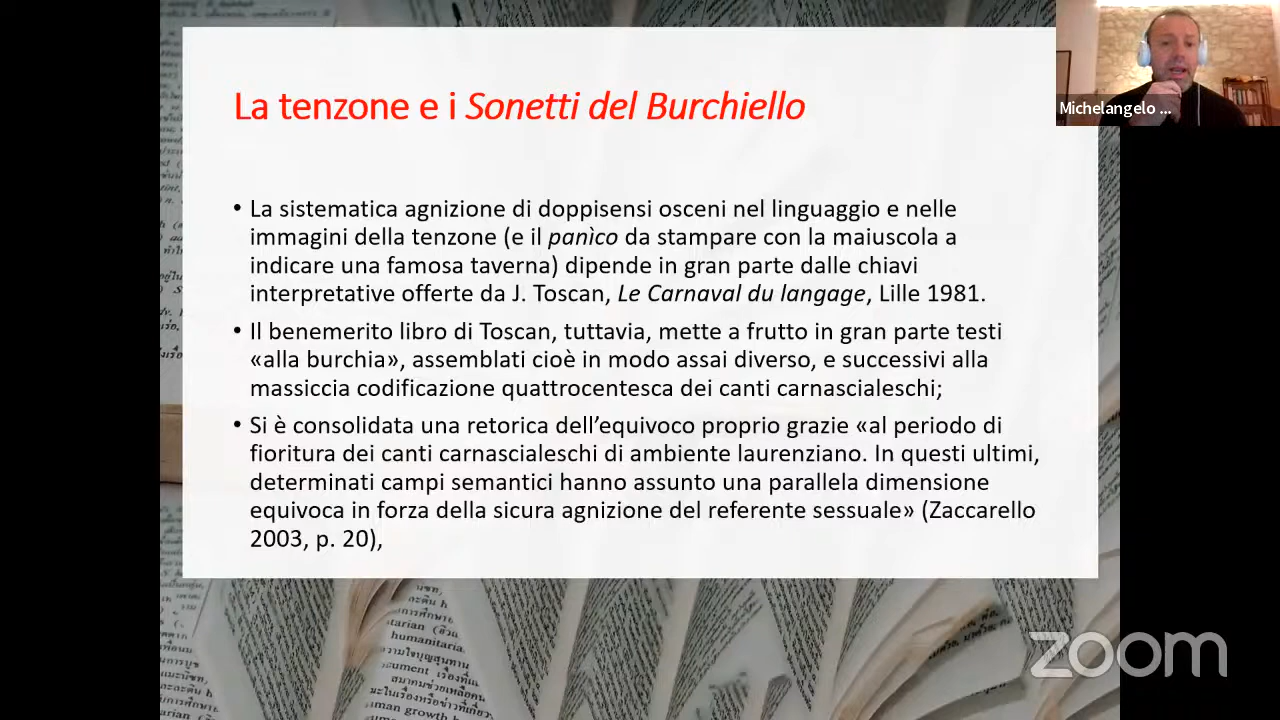 La tenzone e i Sonetti del Burchiello
Michelangelo ...
• La sistematica agnizione di doppisensi osceni nel linguaggio e nelle
immagini della tenzone (e il panìco da stampare con la maiuscola a
indicare una famosa taverna) dipende in gran parte dalle chiavi
interpretative offerte da J. Toscan, Le Carnaval du langage, Lille 1981.
• Il benemerito libro di Toscan, tuttavia, mette a frutto in gran parte testi
«alla burchia», assemblati cioè in modo assai diverso, e successivi alla
massiccia codificazione quattrocentesca dei canti carnascialeschi;
• Si è consolidata una retorica dell’equivoco proprio grazie «al periodo di
fioritura dei canti carnascialeschi di ambiente laurenziano. In questi ultimi,
determinati campi semantici hanno assunto una parallela dimensione
equivoca in forza della sicura agnizione del referente sessuale» (Zaccarello
2003, p. 20),
zoom